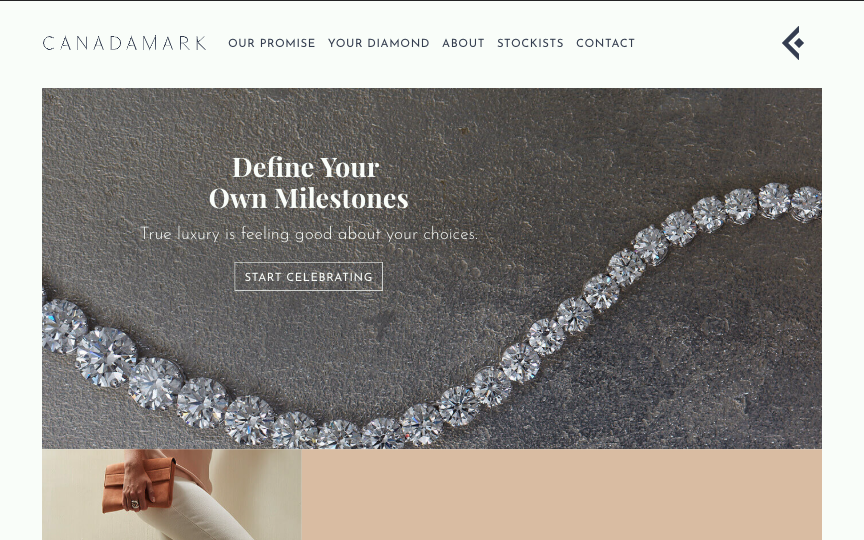 CANADAMARK
OUR PROMISE YOUR DIAMOND ABOUT STOCKISTS CONTACT
Define Your
Own Milestones
True luxury is feeling good about your choices.
START CELEBRATING